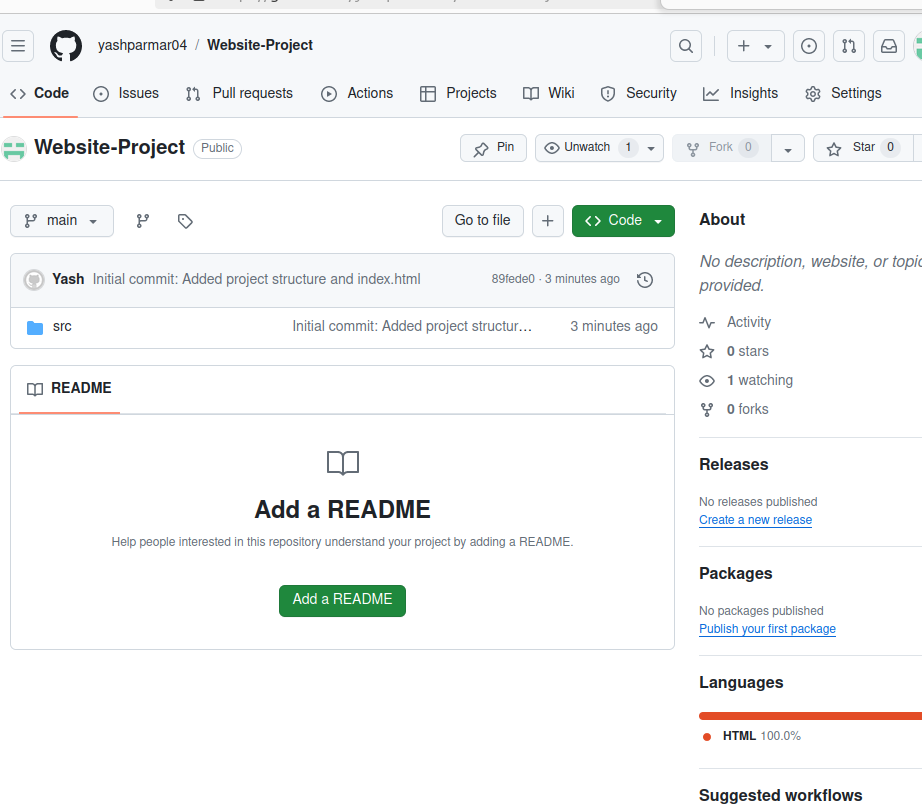 yashparmar04 / Website-Project
Code Issues Pull requests Actions Projects Wiki Security Insights Settings
Website-Project Public Pin Unwatch 1 Fork 0 Star 0
main Go to file Code
Yash Initial commit: Added project structure and index.html 89fede0 · 3 minutes ago
src Initial commit: Added project structur... 3 minutes ago
README
Add a README
Help people interested in this repository understand your project by adding a README.
Add a README
About
No description, website, or topic
provided.
Activity
0 stars
1 watching
0 forks
Releases
No releases published
Create a new release
Packages
No packages published
Publish your first package
Languages
HTML 100.0%
Suggested workflows